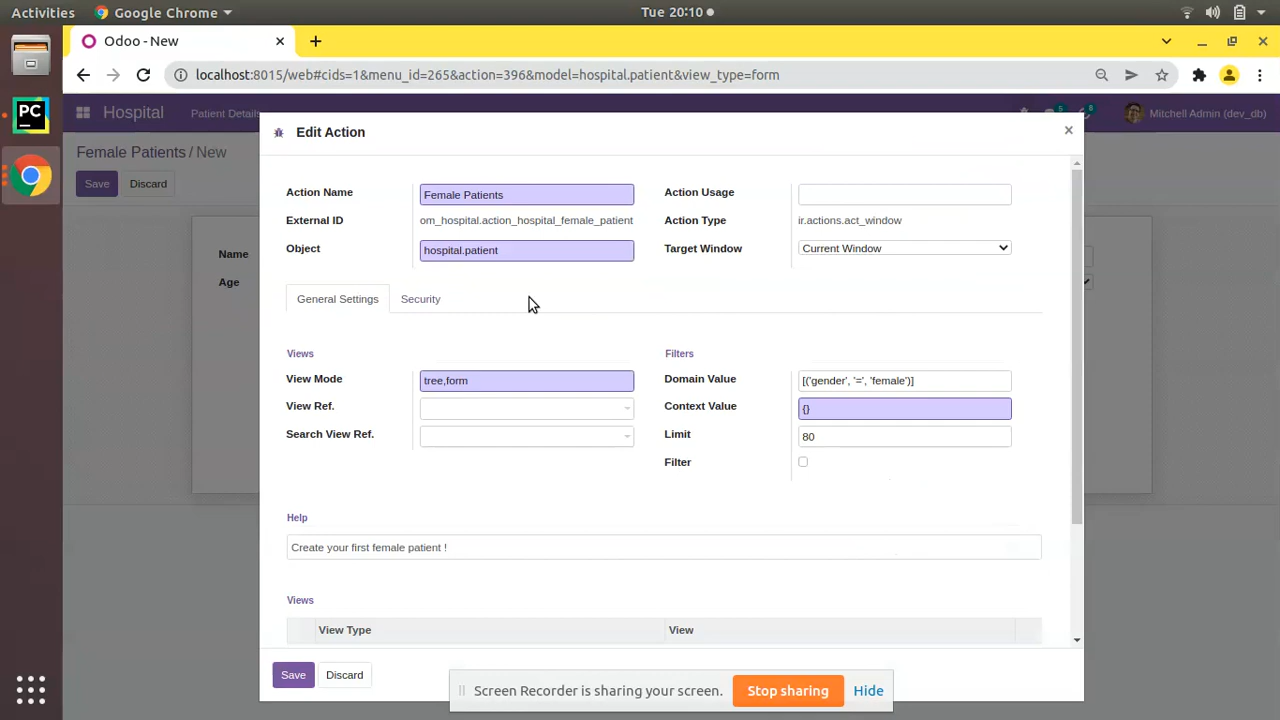 Activities Google Chrome Tue 20:10
Odoo - New
localhost:8015/web#cids=1&menu_id=265&action=396&model=hospital.patient&view_type=form
PC Hospital Patient Details 5 8 Mitchell Admin (dev_db)
Edit Action
Female Patients / New
Save Discard
Action Name Female Patients Action Usage
External ID om_hospital.action_hospital_female_patient Action Type ir.actions.act_window
Object hospital.patient Target Window Current Window
Name
Age
General Settings Security
Views Filters
View Mode tree,form Domain Value [('gender', '=', 'female')]
View Ref. Context Value {}
Search View Ref. Limit 80
Filter
Help
Create your first female patient !
Views
View Type View
Save Discard
Screen Recorder is sharing your screen. Stop sharing Hide